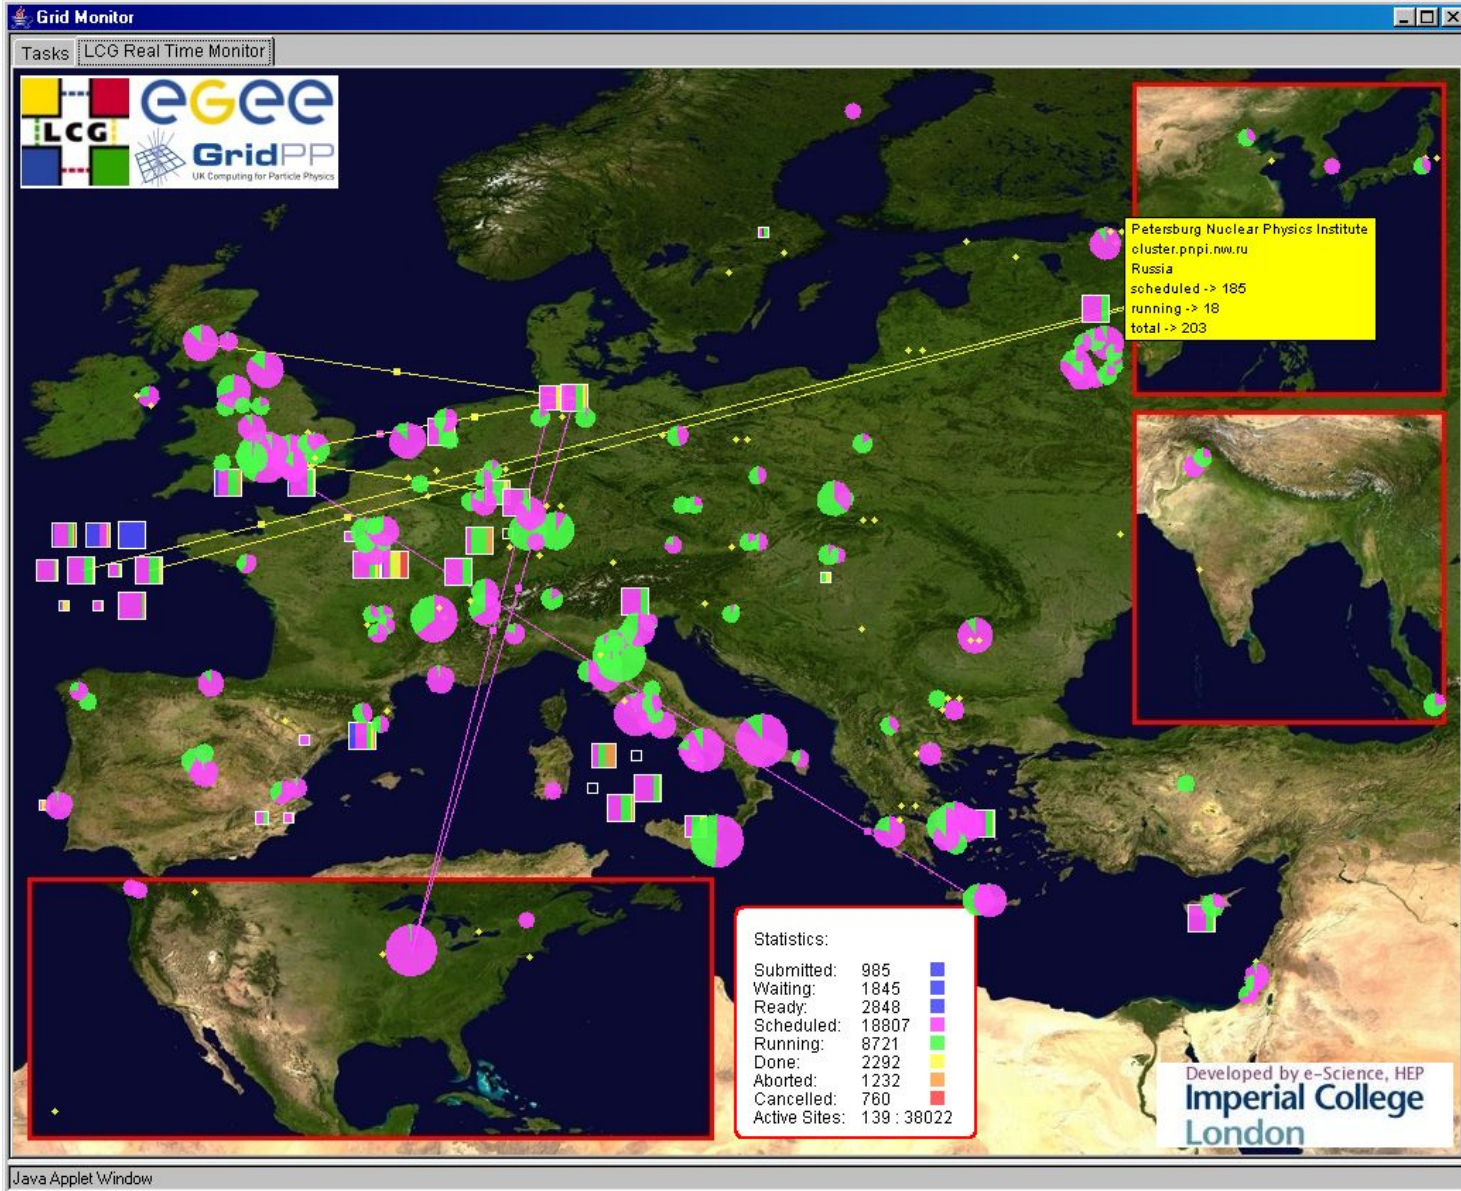 Grid Monitor
Tasks
LCG Real Time Monitor
LCG
eGee
GridPP
UK Computing for Particle Physics
Petersburg Nuclear Physics Institute
cluster.pnpi.nw.ru
Russia
scheduled -> 185
running -> 18
total -> 203
Statistics:
Submitted: 985
Waiting: 1845
Ready: 2848
Scheduled: 18807
Running: 8721
Done: 2292
Aborted: 1232
Cancelled: 760
Active Sites: 139 : 38022
Developed by e-Science, HEP
Imperial College
London
Java Applet Window